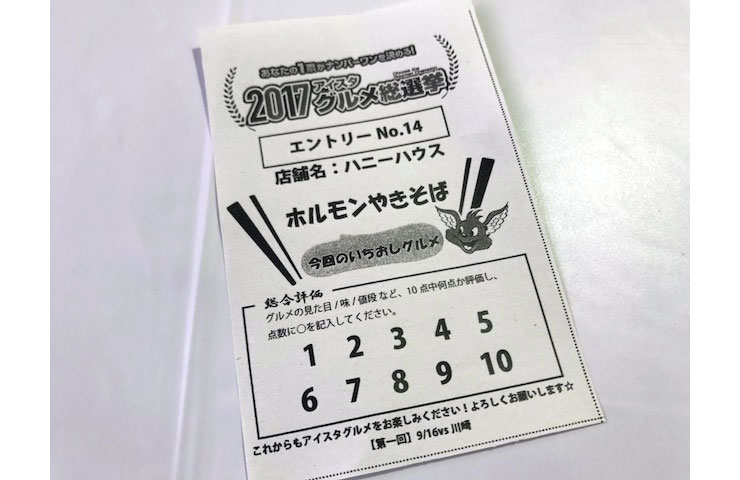 あなたの1票がナンバーワンを決める!
2017アイスタ
グルメ総選挙
エントリー No.14
店舗名：ハニーハウス
ホルモンやきそば
今回のいちおしグルメ
総合評価
グルメの見た目/味/値段など、10点中何点か評価し、
点数に○を記入してください。
1 2 3 4 5
6 7 8 9 10
これからもアイスタグルメをお楽しみください！よろしくお願いします☆
【第一回】9/16vs 川崎